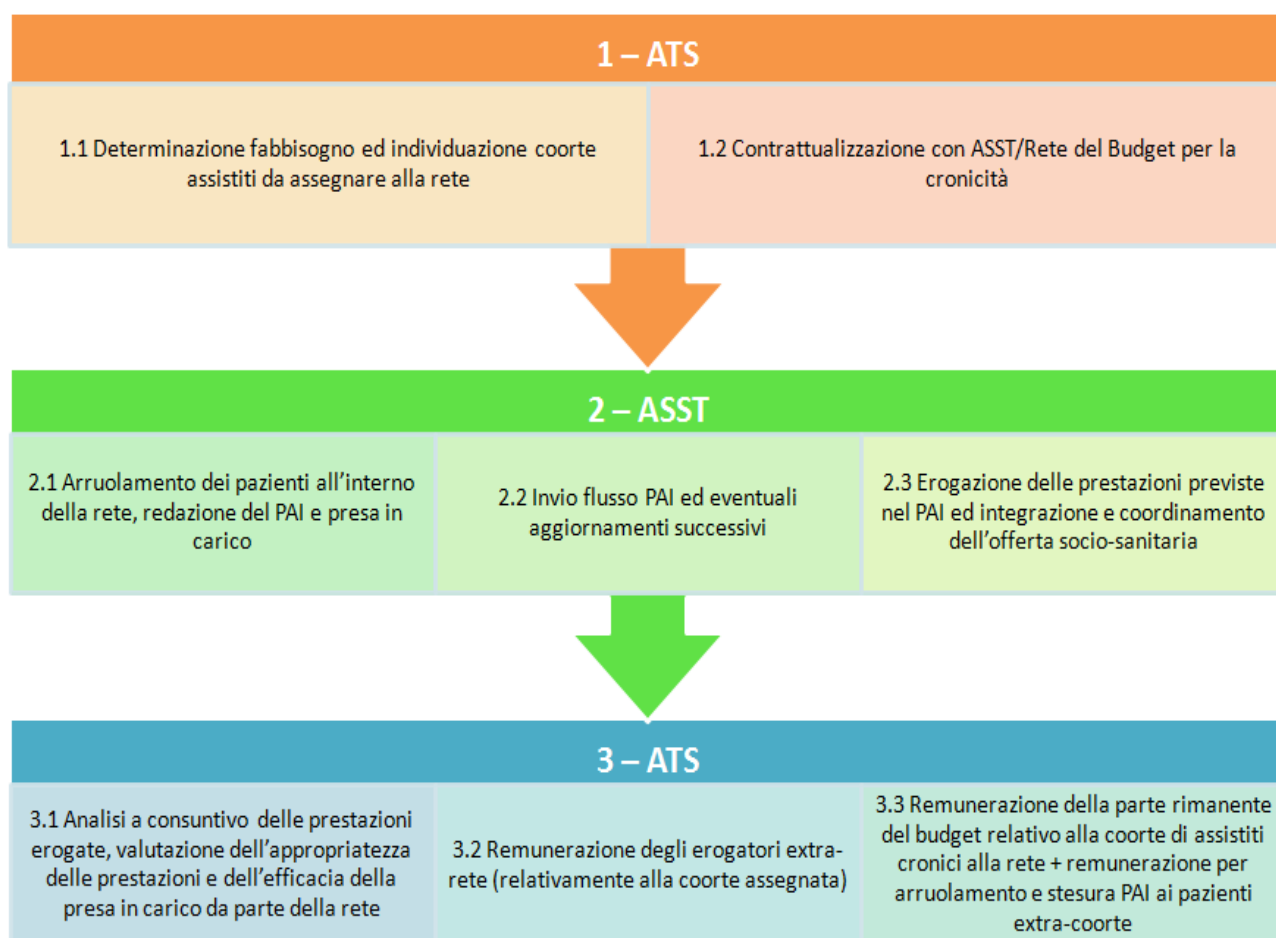 1 – ATS
1.1 Determinazione fabbisogno ed individuazione coorte
assistiti da assegnare alla rete
1.2 Contrattualizzazione con ASST/Rete del Budget per la
cronicità
2 – ASST
2.1 Arruolamento dei pazienti all’interno
della rete, redazione del PAI e presa in
carico
2.2 Invio flusso PAI ed eventuali
aggiornamenti successivi
2.3 Erogazione delle prestazioni previste
nel PAI ed integrazione e coordinamento
dell’offerta socio-sanitaria
3 – ATS
3.1 Analisi a consuntivo delle prestazioni
erogate, valutazione dell’appropriatezza
delle prestazioni e dell’efficacia della
presa in carico da parte della rete
3.2 Remunerazione degli erogatori extra-
rete (relativamente alla coorte assegnata)
3.3 Remunerazione della parte rimanente
del budget relativo alla coorte di assistiti
cronici alla rete + remunerazione per
arruolamento e stesura PAI ai pazienti
extra-coorte